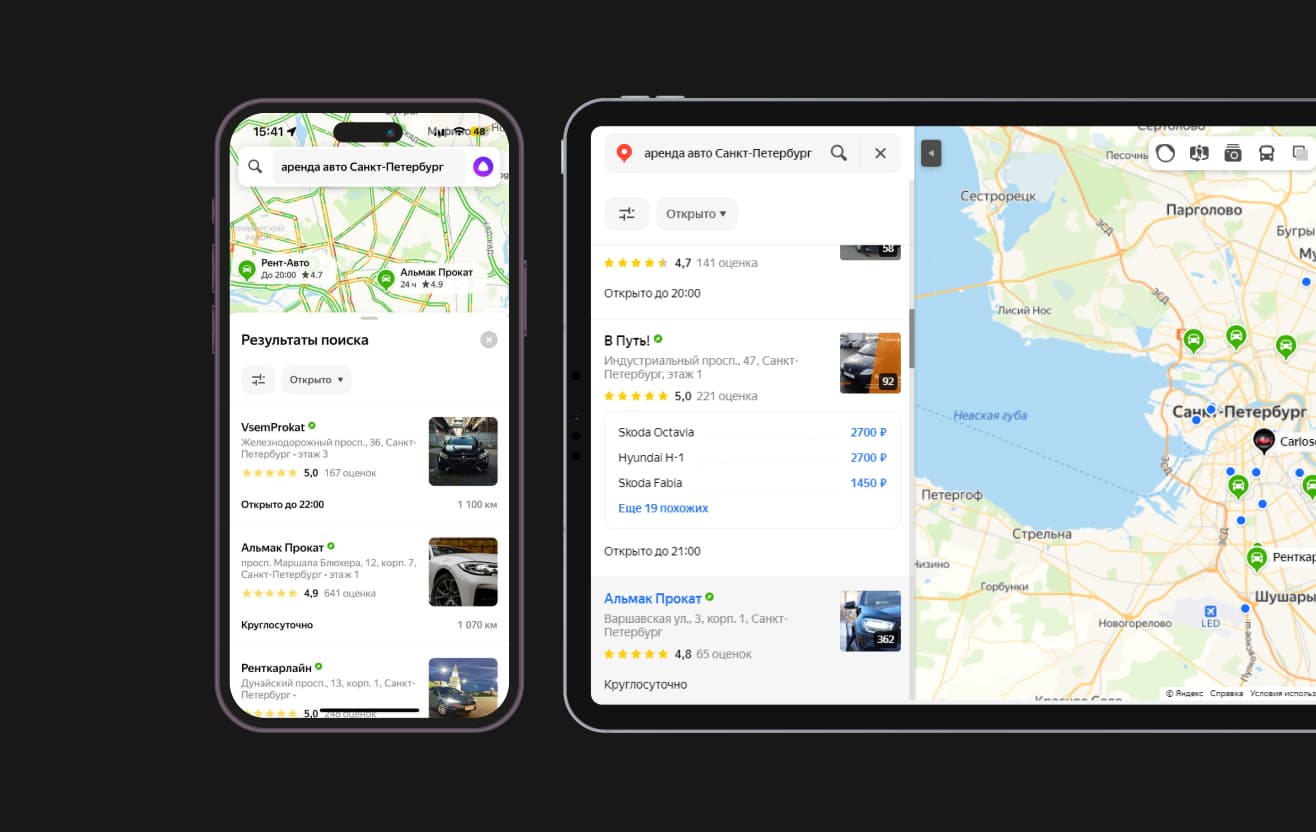 15:41
48
аренда авто Санкт-Петербург
Рент-Авто
До 20:00 ★4.7
Альмак Прокат
24 ч ★4.9
Результаты поиска
Открыто ▾
VsemProkat
Железнодорожный просп., 36, Санкт-
Петербург • этаж 3
5,0 167 оценок
Открыто до 22:00
1 100 км
Альмак Прокат
просп. Маршала Блюхера, 12, корп. 7,
Санкт-Петербург • этаж 1
4,9 641 оценка
Круглосуточно
1 070 км
Ренткарлайн
Дунайский просп., 13, корп. 1, Санкт-
Петербург •
5,0 248 оценок
аренда авто Санкт-Петербург
Открыто ▾
58
4,7 141 оценка
Открыто до 20:00
В Путь!
Индустриальный просп., 47, Санкт-
Петербург, этаж 1
92
5,0 221 оценка
Skoda Octavia 2700 ₽
Hyundai H-1 2700 ₽
Skoda Fabia 1450 ₽
Еще 19 похожих
Открыто до 21:00
Альмак Прокат
Варшавская ул., 3, корп. 1, Санкт-
Петербург
362
4,8 65 оценок
Круглосуточно
Сертолово
Песочны
Сестрорецк
Парголово
ЗСД
Бугры
Му
ЗСД
Лисий Нос
Санкт-Петербург
Невская губа
Carlos
ЗСД
Петергоф
Стрельна
ЗСД
Низино
Ренткар
Горбунки
Шушары
LED
Новогорелово
Пулковское ш.
Красное Село
© Яндекс Справка Условия использ